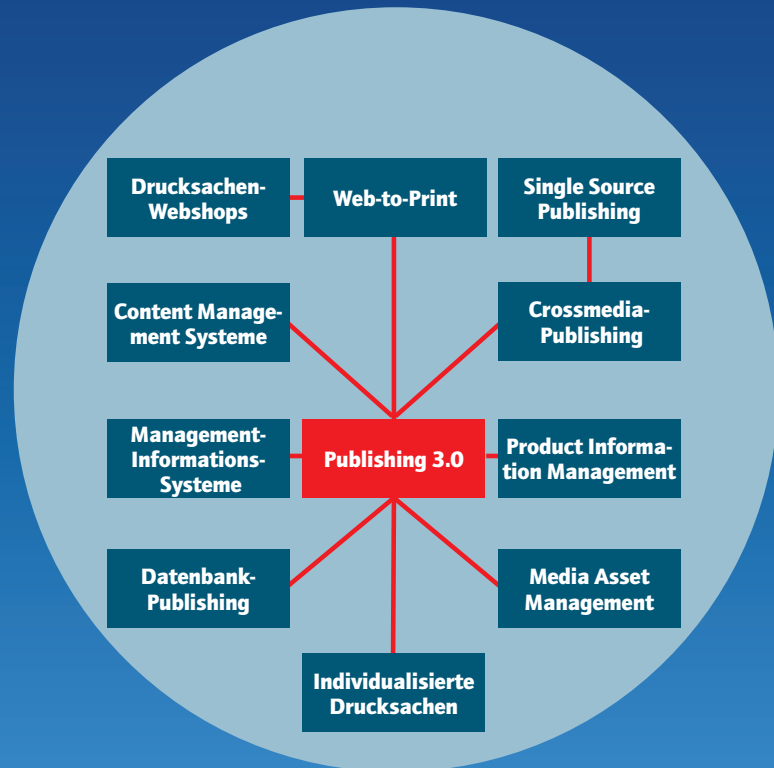 Drucksachen-
Webshops
Web-to-Print
Single Source
Publishing
Content Manage-
ment Systeme
Crossmedia-
Publishing
Management-
Informations-
Systeme
Publishing 3.0
Product Informa-
tion Management
Datenbank-
Publishing
Media Asset
Management
Individualisierte
Drucksachen